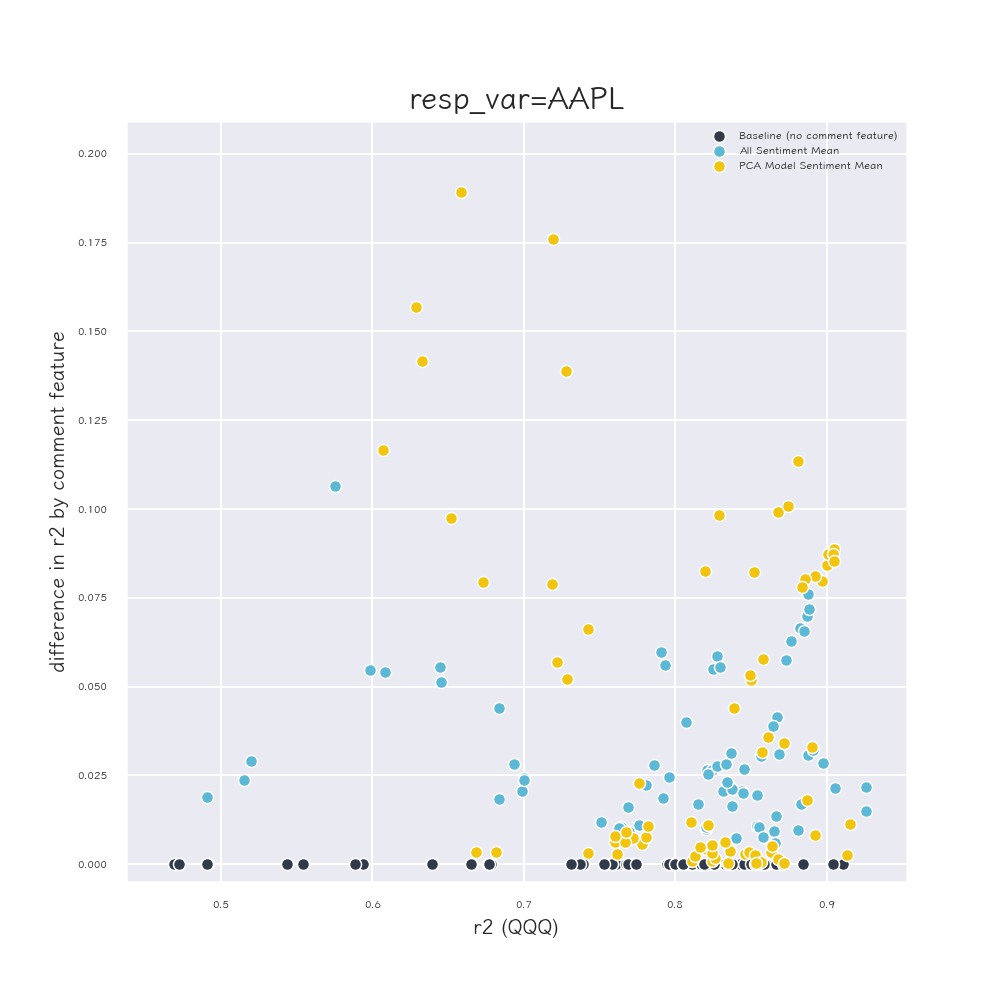 resp_var=AAPL
Baseline (no comment feature)
All Sentiment Mean
PCA Model Sentiment Mean
difference in r2 by comment feature
0.200
0.175
0.150
0.125
0.100
0.075
0.050
0.025
0.000
0.5 0.6 0.7 0.8 0.9
r2 (QQQ)